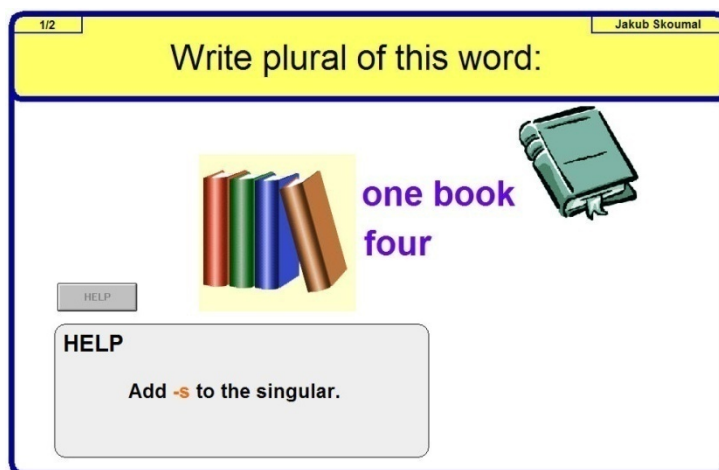 1/2
Jakub Skoumal
Write plural of this word:
one book
four
HELP
HELP
Add -s to the singular.